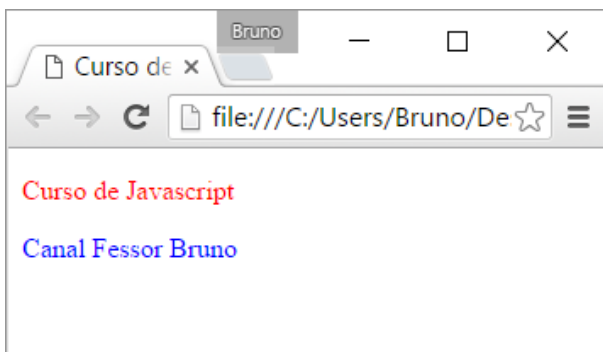 Bruno
Curso de
file:///C:/Users/Bruno/De
Curso de Javascript
Canal Fessor Bruno